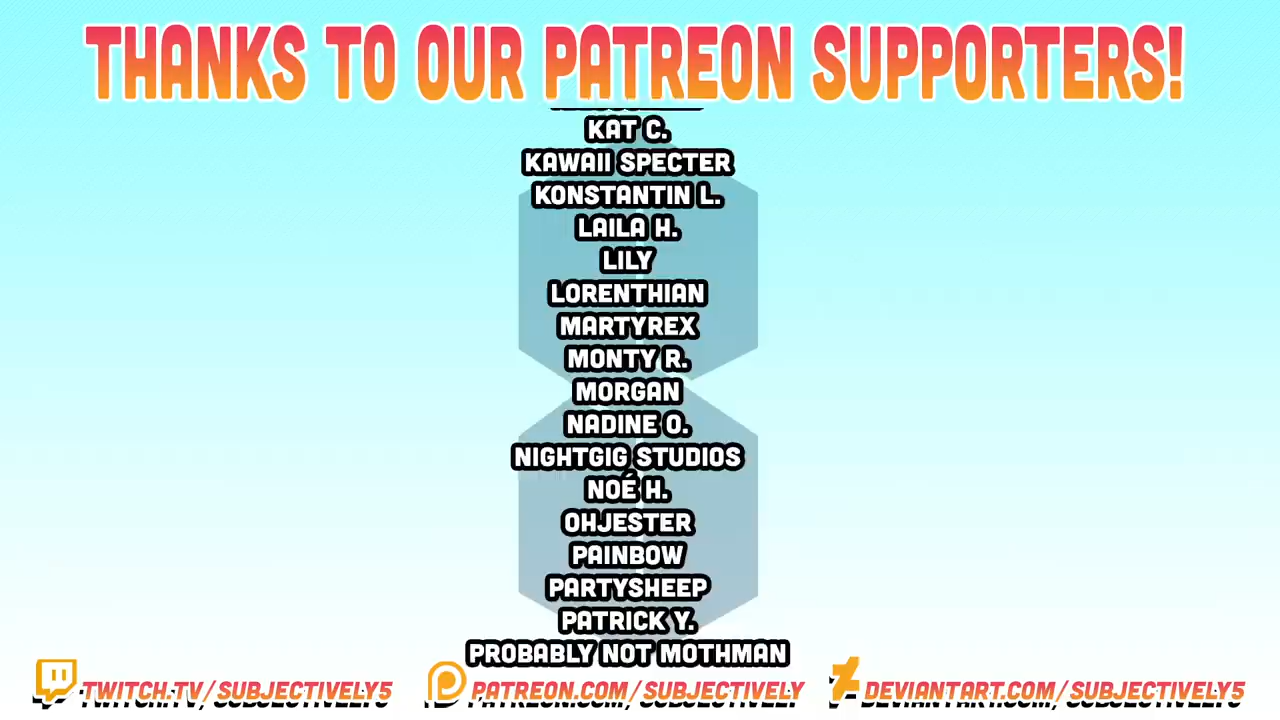 THANKS TO OUR PATREON SUPPORTERS!
KAT C.
KAWAII SPECTER
KONSTANTIN L.
LAILA H.
LILY
LORENTHIAN
MARTYREX
MONTY R.
MORGAN
NADINE O.
NIGHTGIG STUDIOS
NOÉ H.
OHJESTER
PAINBOW
PARTYSHEEP
PATRICK Y.
PROBABLY NOT MOTHMAN
TWITCH.TV/SUBJECTIVELY5 PATREON.COM/SUBJECTIVELY DEVIANTART.COM/SUBJECTIVELY5